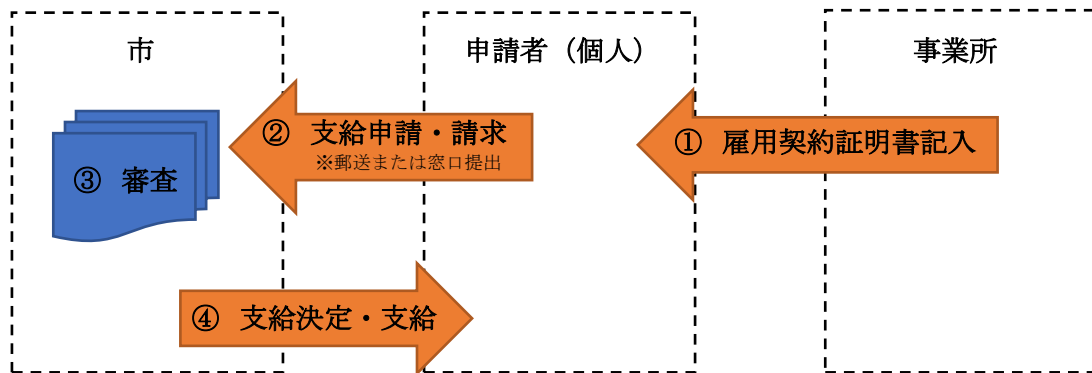 市
申請者（個人）
事業所
② 支給申請・請求
※郵送または窓口提出
① 雇用契約証明書記入
③ 審査
④ 支給決定・支給